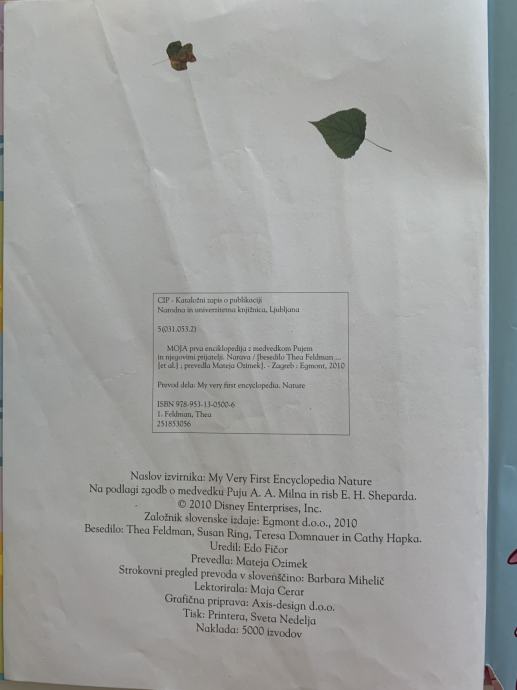 CIP - Kataložni zapis o publikaciji
Narodna in univerzitetna knjižnica, Ljubljana
5(031.053.2)
MOJA prva enciklopedija z medvedkom Pujem
in njegovimi prijatelji. Narava / [besedilo Thea Feldman ...
[et al.] ; prevedla Mateja Ozimek]. - Zagreb : Egmont, 2010
Prevod dela: My very first encyclopedia. Nature
ISBN 978-953-13-0500-6
1. Feldman, Thea
251853056
Naslov izvirnika: My Very First Encyclopedia Nature
Na podlagi zgodb o medvedku Puju A. A. Milna in risb E. H. Sheparda.
© 2010 Disney Enterprises, Inc.
Založnik slovenske izdaje: Egmont d.o.o., 2010
Besedilo: Thea Feldman, Susan Ring, Teresa Domnauer in Cathy Hapka.
Uredil: Edo Fičor
Prevedla: Mateja Ozimek
Strokovni pregled prevoda v slovenščino: Barbara Mihelič
Lektorirala: Maja Cerar
Grafična priprava: Axis-design d.o.o.
Tisk: Printera, Sveta Nedelja
Naklada: 5000 izvodov